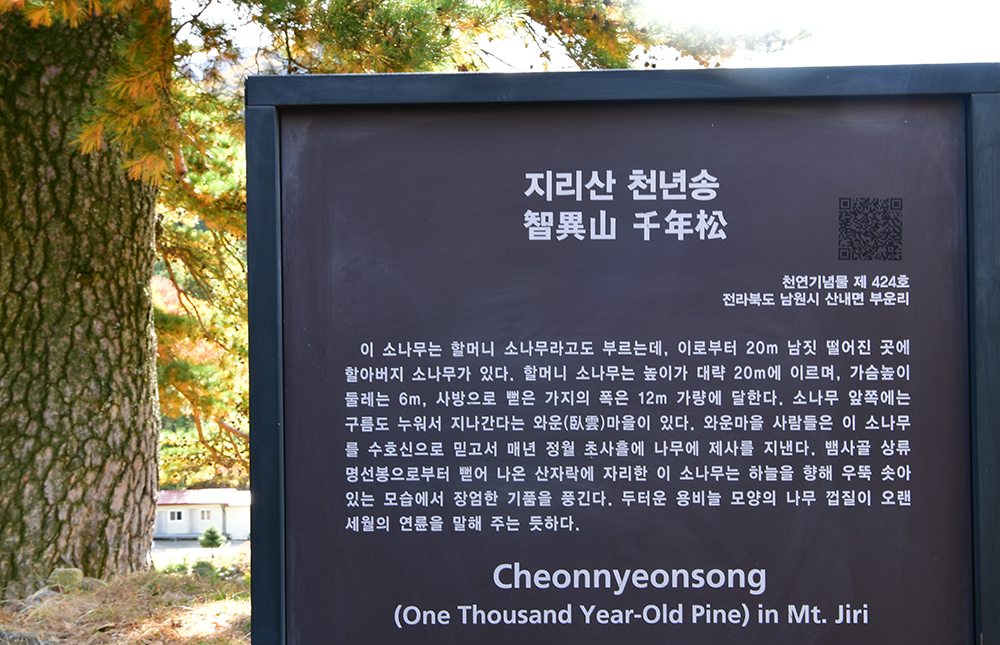 지리산 천년송
智異山 千年松
천연기념물 제 424호
전라북도 남원시 산내면 부운리
이 소나무는 할머니 소나무라고도 부르는데, 이로부터 20m 남짓 떨어진 곳에
할아버지 소나무가 있다. 할머니 소나무는 높이가 대략 20m에 이르며, 가슴높이
둘레는 6m, 사방으로 뻗은 가지의 폭은 12m 가량에 달한다. 소나무 앞쪽에는
구름도 누워서 지나간다는 와운(臥雲)마을이 있다. 와운마을 사람들은 이 소나무
를 수호신으로 믿고서 매년 정월 초사흘에 나무에 제사를 지낸다. 뱀사골 상류
명선봉으로부터 뻗어 나온 산자락에 자리한 이 소나무는 하늘을 향해 우뚝 솟아
있는 모습에서 장엄한 기품을 풍긴다. 두터운 용비늘 모양의 나무 껍질이 오랜
세월의 연륜을 말해 주는 듯하다.
Cheonnyeonsong
(One Thousand Year-Old Pine) in Mt. Jiri